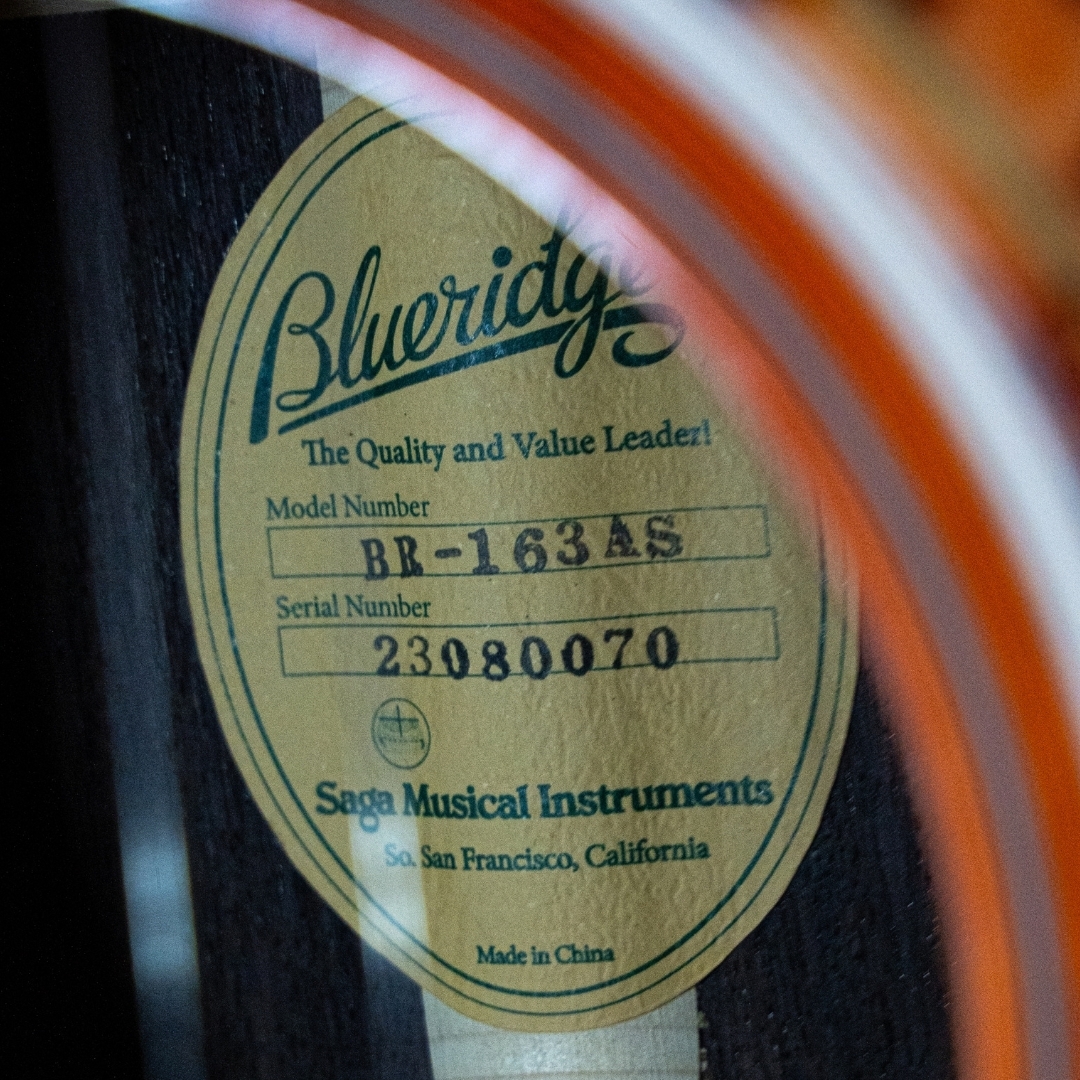 Blueridge
The Quality and Value Leader!
Model Number
BR-163AS
Serial Number
23080070
Saga Musical Instruments
So. San Francisco, California
Made in China